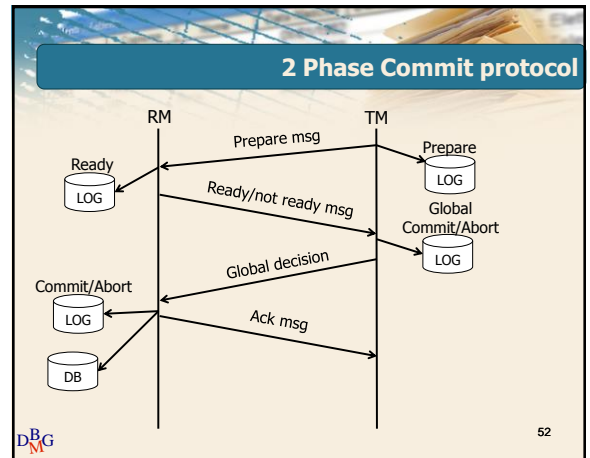 2 Phase Commit protocol
RM
TM
Prepare msg
Prepare
LOG
Ready
LOG
Ready/not ready msg
Global
Commit/Abort
LOG
Global decision
Commit/Abort
LOG
Ack msg
DB
DBMG
52